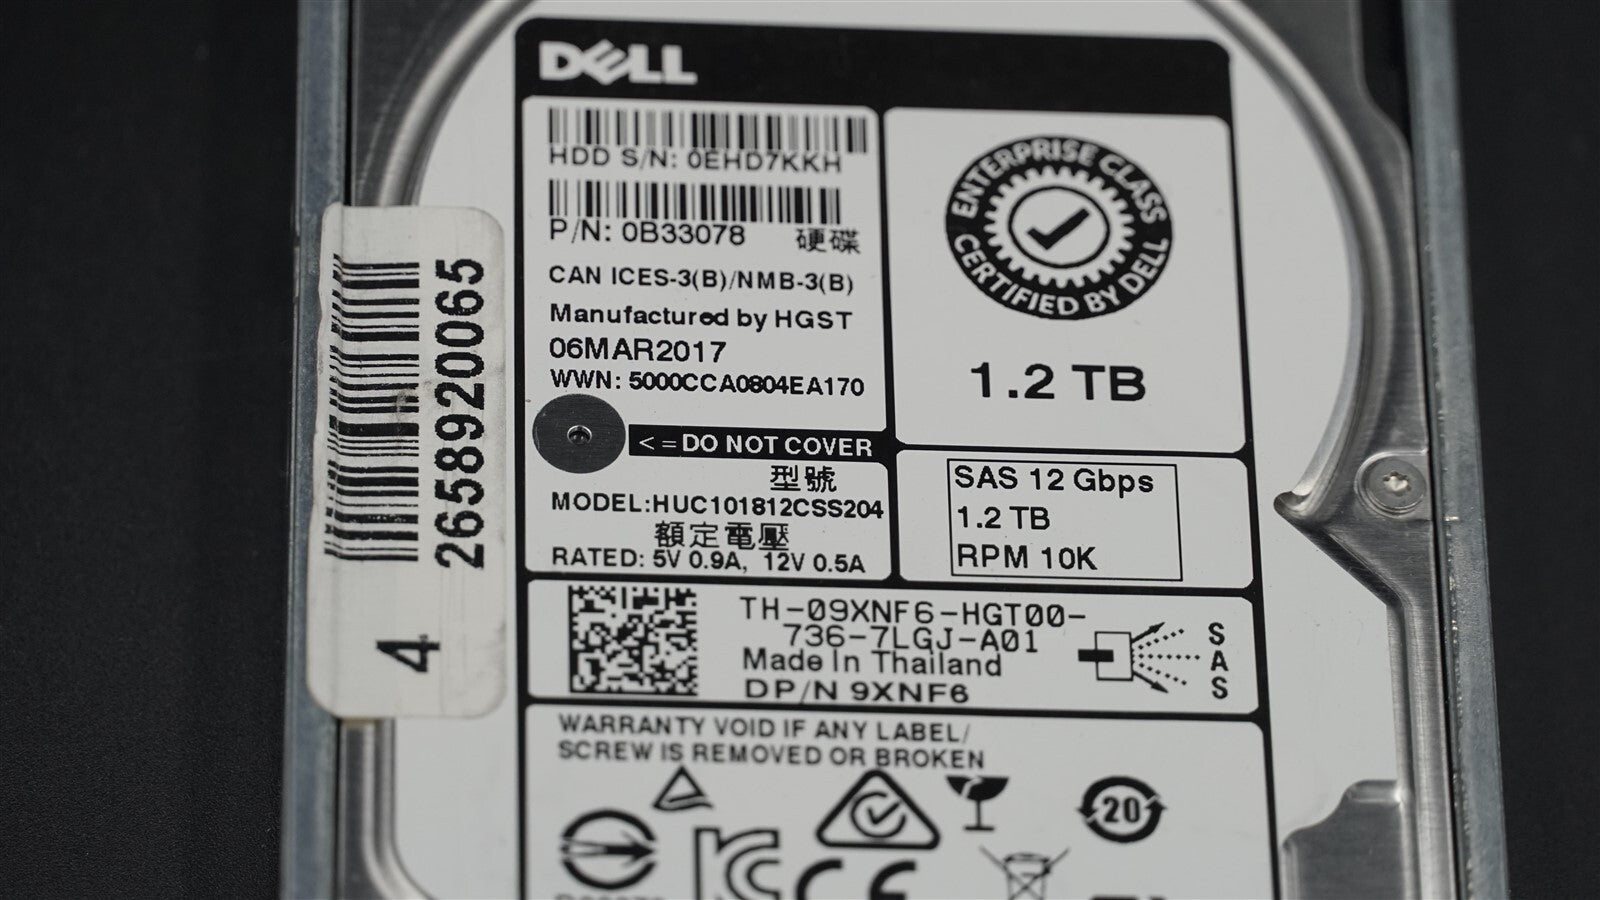 DELL
HDD S/N: 0EHD7KKH
P/N: 0B33078 硬碟
CAN ICES-3(B)/NMB-3(B)
Manufactured by HGST
06MAR2017
WWN: 5000CCA0804EA170
<=DO NOT COVER
型號
MODEL:HUC101812CSS204
額定電壓
RATED: 5V 0.9A, 12V 0.5A
ENTERPRISE CLASS
CERTIFIED BY DELL
1.2 TB
SAS 12 Gbps
1.2 TB
RPM 10K
TH-09XNF6-HGT00-
736-7LGJ-A01
Made In Thailand
DP/N 9XNF6
SAS
WARRANTY VOID IF ANY LABEL/
SCREW IS REMOVED OR BROKEN
20
CE
2658920065
4